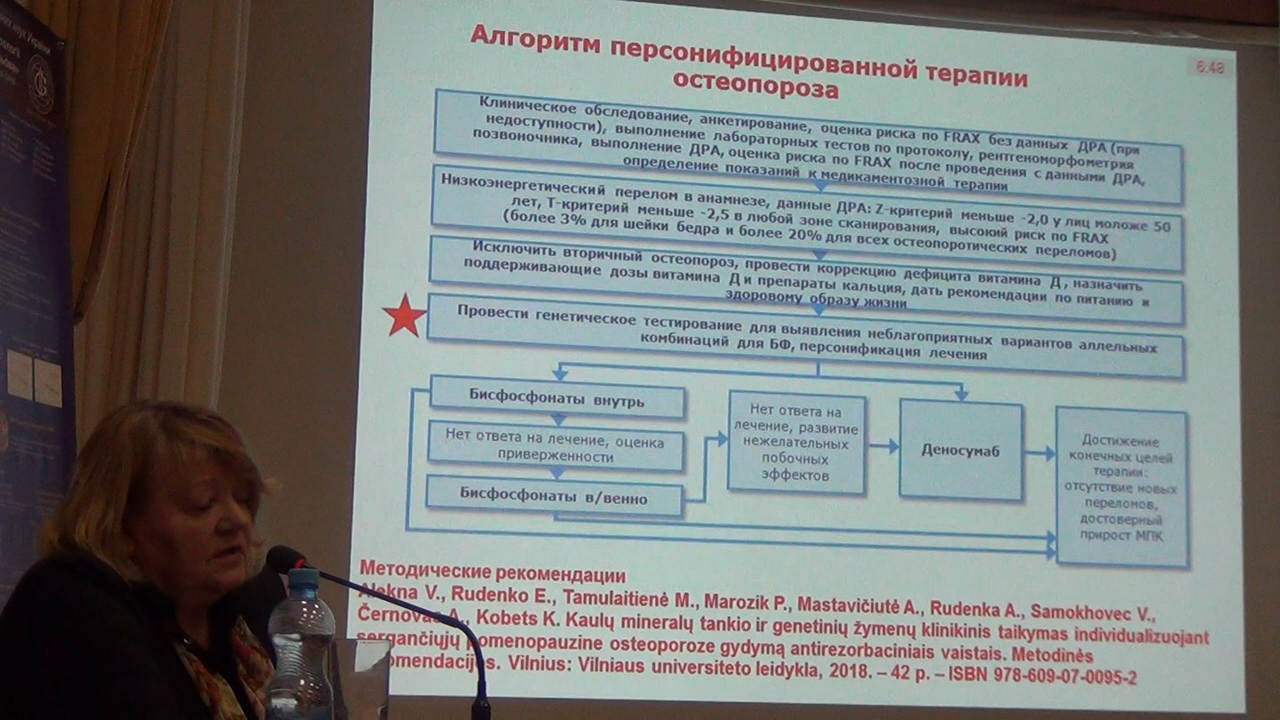 них наук України
Алгоритм персонифицированной терапии
остеопороза
6:48
Клиническое обследование, анкетирование, оценка риска по FRAX без данных ДРА (при
недоступности), выполнение лабораторных тестов по протоколу, рентгеноморфометрия
позвоночника, выполнение ДРА, оценка риска по FRAX после проведения с данными ДРА,
определение показаний к медикаментозной терапии
Низкоэнергетический перелом в анамнезе, данные ДРА: Z-критерий меньше -2,0 у лиц моложе 50
лет, Т-критерий меньше -2,5 в любой зоне сканирования, высокий риск по FRAX
(более 3% для шейки бедра и более 20% для всех остеопоротических переломов)
Исключить вторичный остеопороз, провести коррекцию дефицита витамина Д, назначить
поддерживающие дозы витамина Д и препараты кальция, дать рекомендации по питанию и
здоровому образу жизни
Провести генетическое тестирование для выявления неблагоприятных вариантов аллельных
комбинаций для БФ, персонификация лечения
Бисфосфонаты внутрь
Нет ответа на лечение, оценка
приверженности
Бисфосфонаты в/венно
Нет ответа на
лечение, развитие
нежелательных
побочных
эффектов
Деносумаб
Достижение
конечных целей
терапии:
отсутствие новых
переломов,
достоверный
прирост МПК
Методические рекомендации
Alekna V., Rudenko E., Tamulaitienė M., Marozik P., Mastavičiutė A., Rudenka A., Samokhovec V.,
Černovas A., Kobets K. Kaulų mineralų tankio ir genetinių žymenų klinikinis taikymas individualizuojant
sergančiųjų pomenopauzine osteoporoze gydymą antirezorbaciniais vaistais. Metodinės
omendacijos. Vilnius: Vilniaus universiteto leidykla, 2018. – 42 p. – ISBN 978-609-07-0095-2